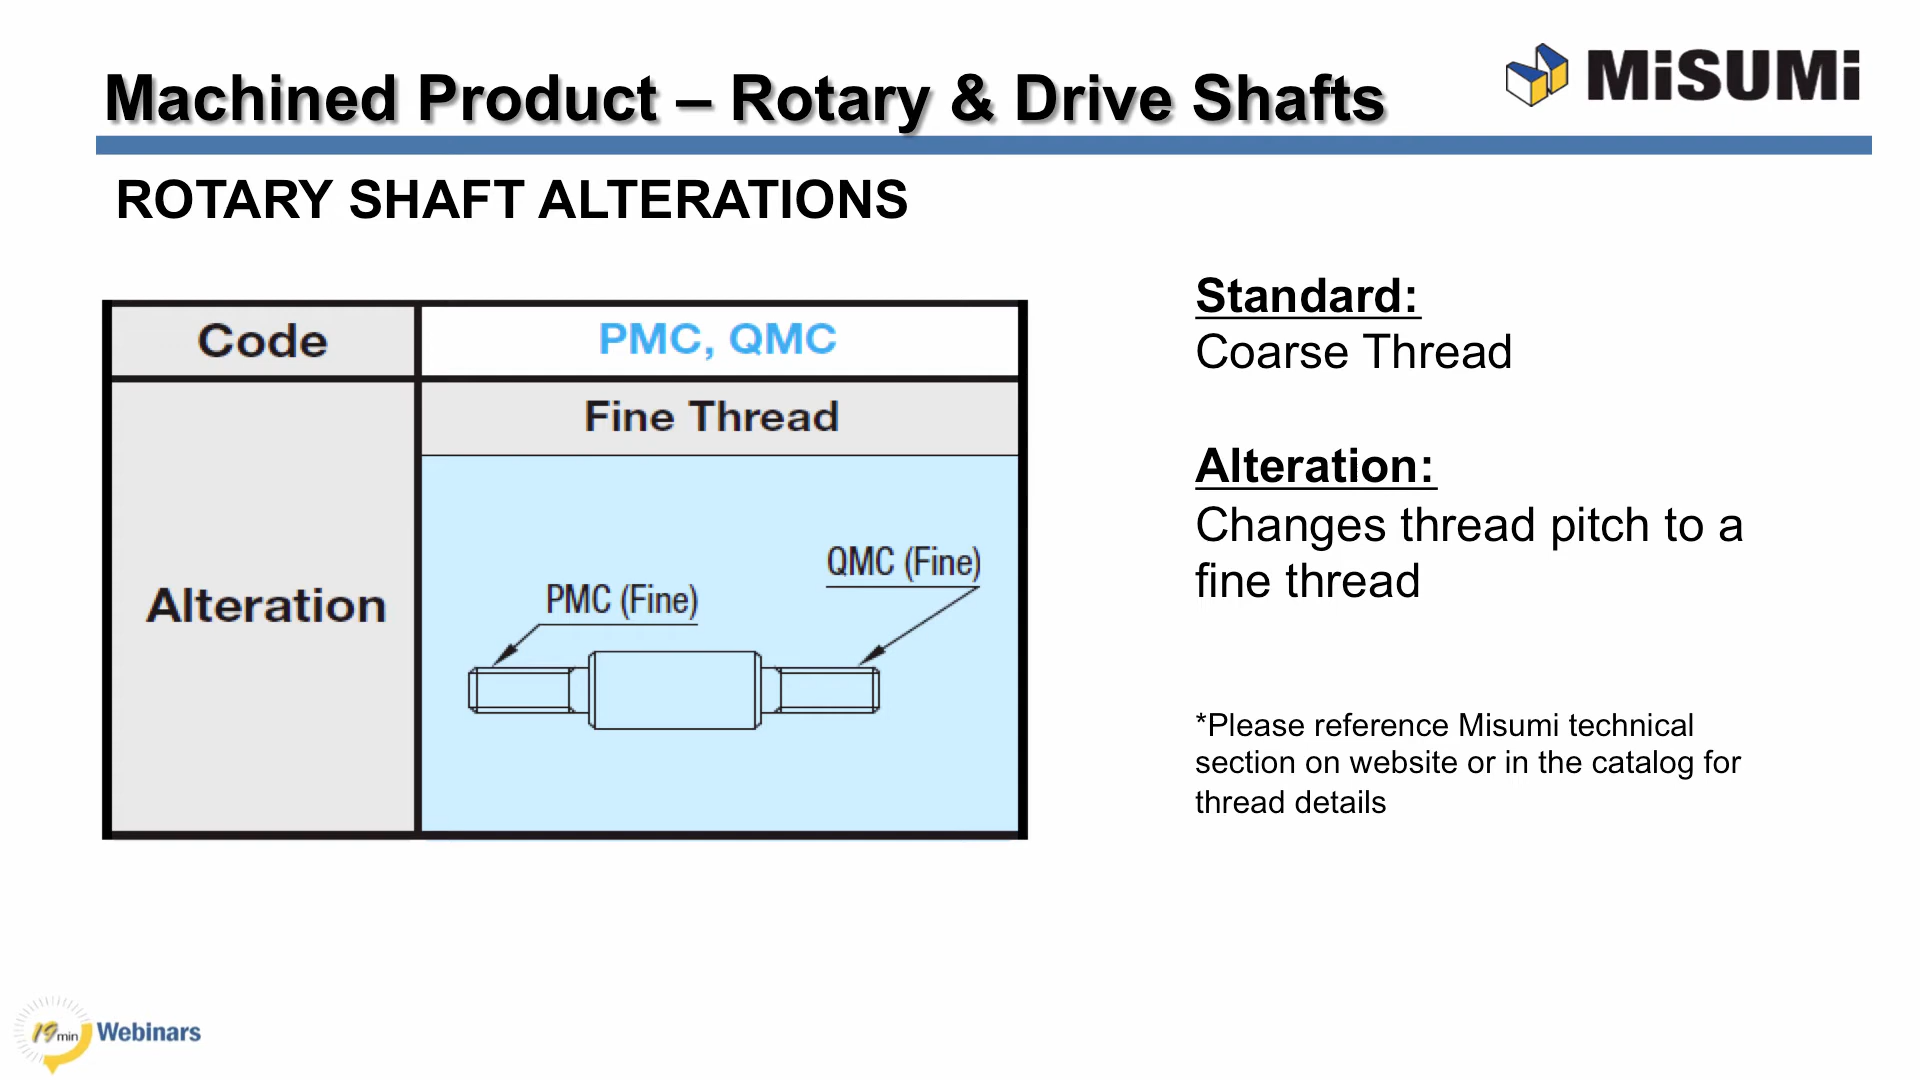 Machined Product – Rotary & Drive Shafts
MiSUMi
ROTARY SHAFT ALTERATIONS
Code
PMC, QMC
Alteration
Fine Thread
QMC (Fine)
PMC (Fine)
Standard:
Coarse Thread
Alteration:
Changes thread pitch to a
fine thread
*Please reference Misumi technical
section on website or in the catalog for
thread details
19min Webinars